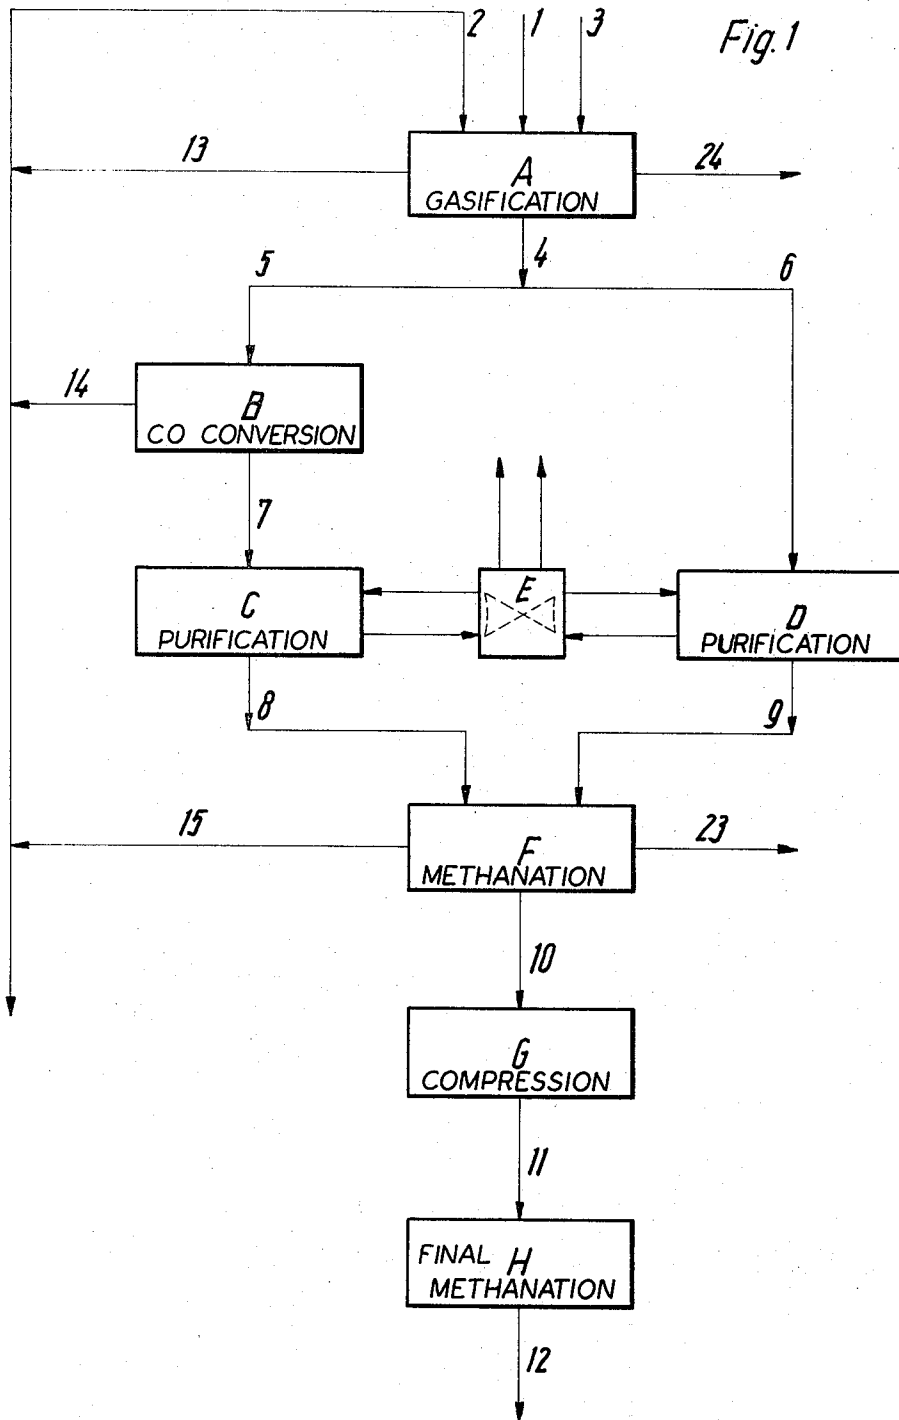 2 1 3
Fig. 1
13
A
24
GASIFICATION
4
5
6
14
B
CO CONVERSION
7
E
C
PURIFICATION
D
PURIFICATION
8
9
15
F
23
METHANATION
10
G
COMPRESSION
11
FINAL H
METHANATION
12